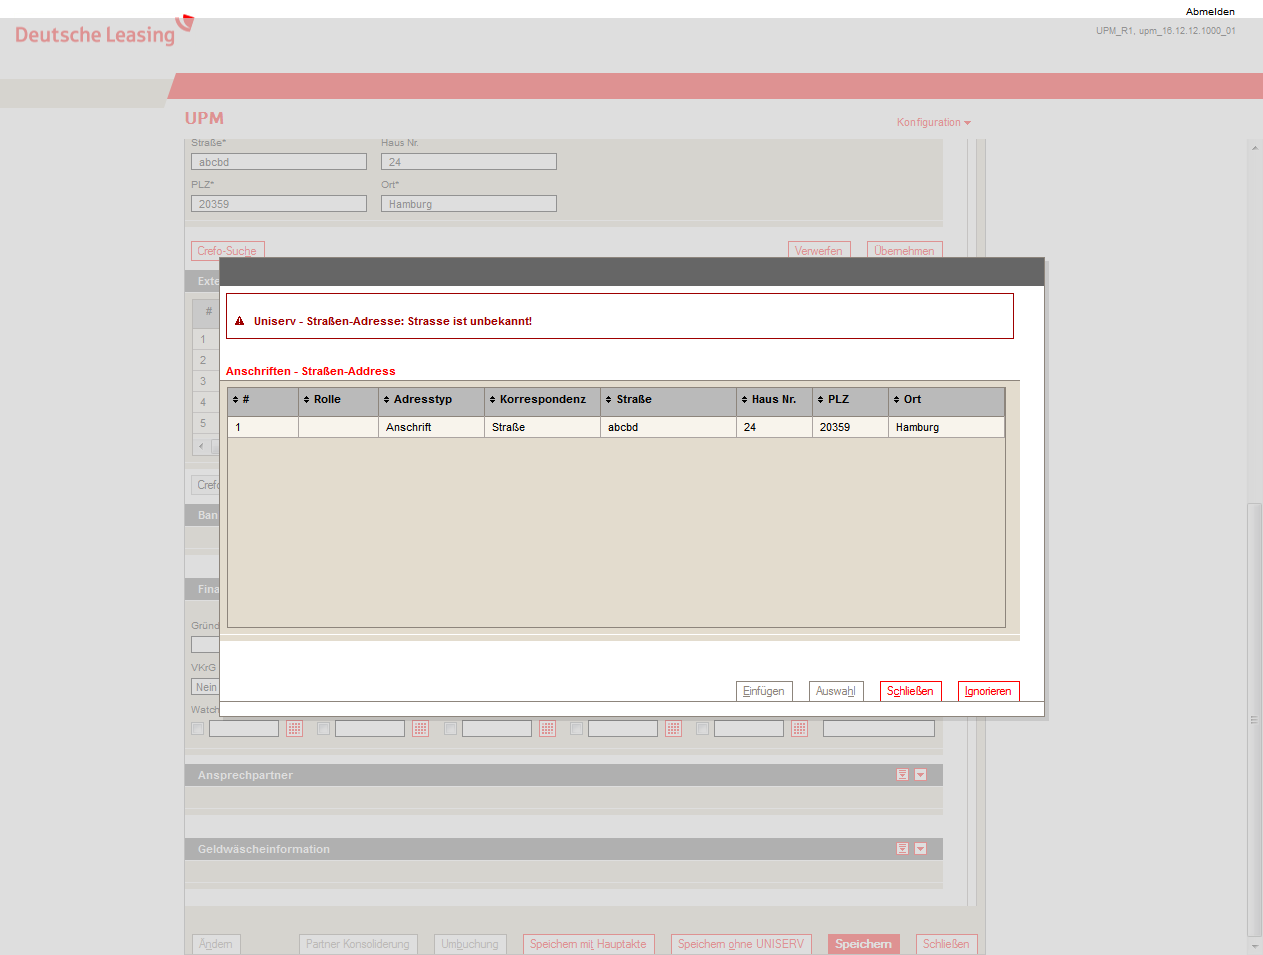 Abmelden
Deutsche Leasing
UPM_R1, upm_16.12.12.1000_01
UPM
Konfiguration
Straße* Haus Nr.
abcbd 24
PLZ* Ort*
20359 Hamburg
Crefo-Suche Verwerfen Übernehmen
Exte
Uniserv - Straßen-Adresse: Strasse ist unbekannt!
Anschriften - Straßen-Address
# Rolle Adresstyp Korrespondenz Straße Haus Nr. PLZ Ort
1 Anschrift Straße abcbd 24 20359 Hamburg
Einfügen Auswahl Schließen Ignorieren
#
1
2
3
4
5
Crefo
Ban
Fina
Gründ
VKrG
Nein
Watch
Ansprechpartner
Geldwäscheinformation
Ändern Partner Konsolidierung Umbuchung Speichern mit Hauptakte Speichern ohne UNISERV Speichern Schließen